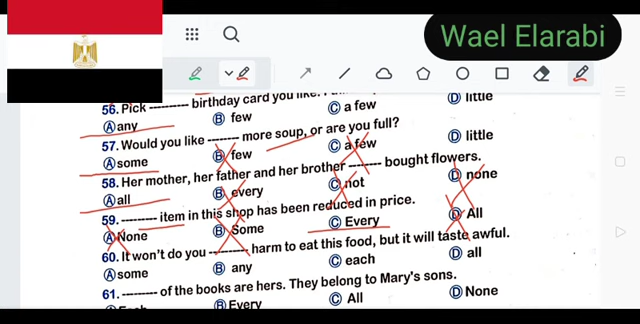 Wael Elarabi
56. Pick ---------- birthday card you like.
Ⓐany Ⓑ few Ⓒ a few Ⓓ little
57. Would you like -------- more soup, or are you full?
Ⓐsome Ⓑ few Ⓒ a few Ⓓ little
58. Her mother, her father and her brother -------- bought flowers.
Ⓐall Ⓑ every Ⓒ not Ⓓ none
59. ---------- item in this shop has been reduced in price.
Ⓐ None Ⓑ Some Ⓒ Every Ⓓ All
60. It won't do you ---------- harm to eat this food, but it will taste awful.
Ⓐsome Ⓑ any Ⓒ each Ⓓ all
61. ---------- of the books are hers. They belong to Mary's sons.
Ⓐ Each Ⓑ Every Ⓒ All Ⓓ None